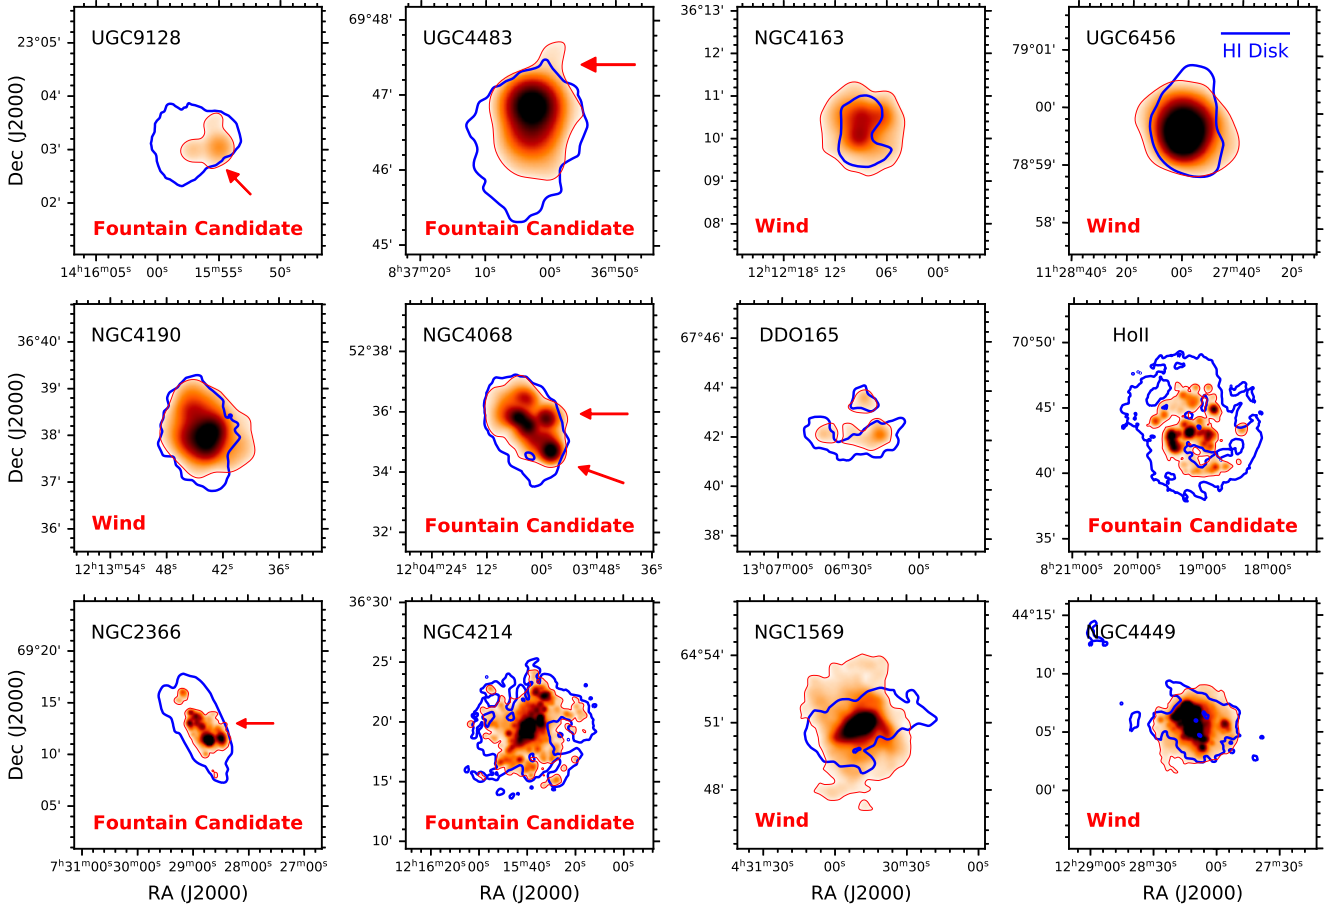 UGC9128
23°05'
04'
03'
02'
Dec (J2000)
Fountain Candidate
14ʰ16ᵐ05ˢ 00ˢ 15ᵐ55ˢ 50ˢ
UGC4483
69°48'
47'
46'
45'
Fountain Candidate
8ʰ37ᵐ20ˢ 10ˢ 00ˢ 36ᵐ50ˢ
NGC4163
36°13'
12'
11'
10'
09'
08'
Wind
12ʰ12ᵐ18ˢ 12ˢ 06ˢ 00ˢ
UGC6456
HI Disk
79°01'
00'
78°59'
58'
Wind
11ʰ28ᵐ40ˢ 20ˢ 00ˢ 27ᵐ40ˢ 20ˢ
NGC4190
36°40'
39'
38'
37'
36'
Dec (J2000)
Wind
12ʰ13ᵐ54ˢ 48ˢ 42ˢ 36ˢ
NGC4068
52°38'
36'
34'
32'
Fountain Candidate
12ʰ04ᵐ24ˢ 12ˢ 00ˢ 03ᵐ48ˢ 36ˢ
DDO165
67°46'
44'
42'
40'
38'
13ʰ07ᵐ00ˢ 06ᵐ30ˢ 00ˢ
HoII
70°50'
45'
40'
35'
Fountain Candidate
8ʰ21ᵐ00ˢ 20ᵐ00ˢ 19ᵐ00ˢ 18ᵐ00ˢ
NGC2366
69°20'
15'
10'
05'
Dec (J2000)
Fountain Candidate
7ʰ31ᵐ00ˢ 30ᵐ00ˢ 29ᵐ00ˢ 28ᵐ00ˢ 27ᵐ00ˢ
RA (J2000)
NGC4214
36°30'
25'
20'
15'
10'
Fountain Candidate
12ʰ16ᵐ20ˢ 00ˢ 15ᵐ40ˢ 20ˢ 00ˢ
RA (J2000)
NGC1569
64°54'
51'
48'
Wind
4ʰ31ᵐ30ˢ 00ˢ 30ᵐ30ˢ 00ˢ
RA (J2000)
NGC4449
44°15'
10'
05'
00'
Wind
12ʰ29ᵐ00ˢ 28ᵐ30ˢ 00ˢ 27ᵐ30ˢ
RA (J2000)